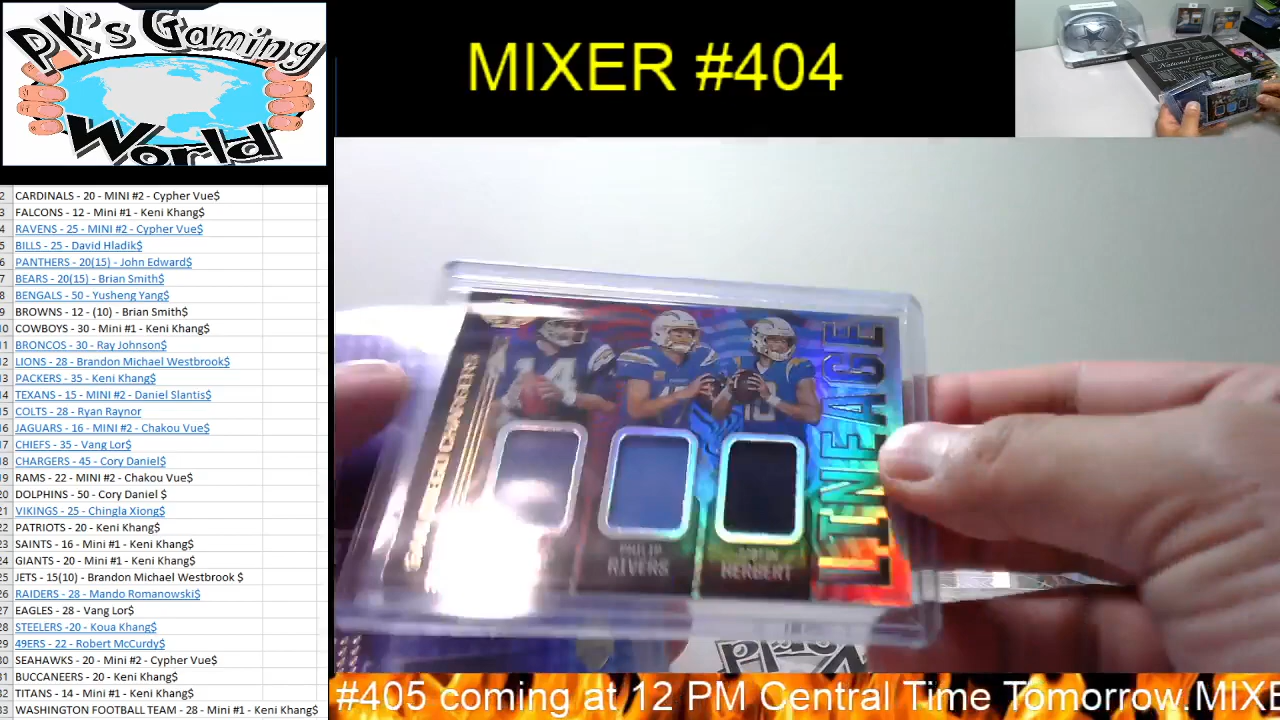 PK's Gaming
World
MIXER #404
National Treasures
2 CARDINALS - 20 - MINI #2 - Cypher Vue$
3 FALCONS - 12 - Mini #1 - Keni Khang$
4 RAVENS - 25 - MINI #2 - Cypher Vue$
5 BILLS - 25 - David Hladik$
6 PANTHERS - 20(15) - John Edward$
7 BEARS - 20(15) - Brian Smith$
8 BENGALS - 50 - Yusheng Yang$
9 BROWNS - 12 - (10) - Brian Smith$
10 COWBOYS - 30 - Mini #1 - Keni Khang$
11 BRONCOS - 30 - Ray Johnson$
12 LIONS - 28 - Brandon Michael Westbrook$
13 PACKERS - 35 - Keni Khang$
14 TEXANS - 15 - MINI #2 - Daniel Slantis$
15 COLTS - 28 - Ryan Raynor
16 JAGUARS - 16 - MINI #2 - Chakou Vue$
17 CHIEFS - 35 - Vang Lor$
18 CHARGERS - 45 - Cory Daniel$
19 RAMS - 22 - MINI #2 - Chakou Vue$
20 DOLPHINS - 50 - Cory Daniel $
21 VIKINGS - 25 - Chingla Xiong$
22 PATRIOTS - 20 - Keni Khang$
23 SAINTS - 16 - Mini #1 - Keni Khang$
24 GIANTS - 20 - Mini #1 - Keni Khang$
25 JETS - 15(10) - Brandon Michael Westbrook $
26 RAIDERS - 28 - Mando Romanowski$
27 EAGLES - 28 - Vang Lor$
28 STEELERS -20 - Koua Khang$
29 49ERS - 22 - Robert McCurdy$
30 SEAHAWKS - 20 - Mini #2 - Cypher Vue$
31 BUCCANEERS - 20 - Keni Khang$
32 TITANS - 14 - Mini #1 - Keni Khang$
33 WASHINGTON FOOTBALL TEAM - 28 - Mini #1 - Keni Khang$
CHARGERS
14
PHILIP
RIVERS
JUSTIN
HERBERT
LINEAGE
#405 coming at 12 PM Central Time Tomorrow.MIXE